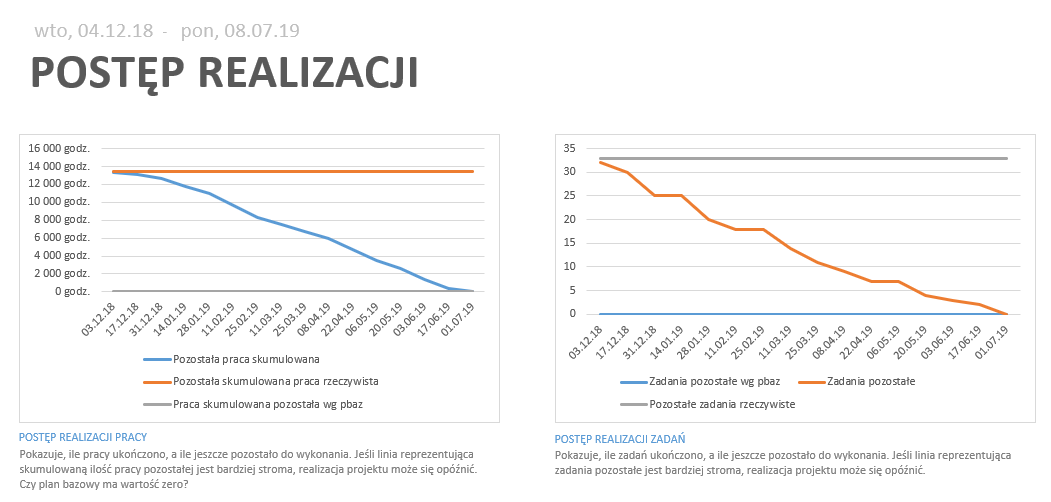 wto, 04.12.18 - pon, 08.07.19
POSTĘP REALIZACJI
16 000 godz.
14 000 godz.
12 000 godz.
10 000 godz.
8 000 godz.
6 000 godz.
4 000 godz.
2 000 godz.
0 godz.
03.12.18
17.12.18
31.12.18
14.01.19
28.01.19
11.02.19
25.02.19
11.03.19
25.03.19
08.04.19
22.04.19
06.05.19
20.05.19
03.06.19
17.06.19
01.07.19
Pozostała praca skumulowana
Pozostała skumulowana praca rzeczywista
Praca skumulowana pozostała wg pbaz
POSTĘP REALIZACJI PRACY
Pokazuje, ile pracy ukończono, a ile jeszcze pozostało do wykonania. Jeśli linia reprezentująca
skumulowaną ilość pracy pozostałej jest bardziej stroma, realizacja projektu może się opóźnić.
Czy plan bazowy ma wartość zero?
35
30
25
20
15
10
5
0
03.12.18
17.12.18
31.12.18
14.01.19
28.01.19
11.02.19
25.02.19
11.03.19
25.03.19
08.04.19
22.04.19
06.05.19
20.05.19
03.06.19
17.06.19
01.07.19
Zadania pozostałe wg pbaz
Zadania pozostałe
Pozostałe zadania rzeczywiste
POSTĘP REALIZACJI ZADAŃ
Pokazuje, ile zadań ukończono, a ile jeszcze pozostało do wykonania. Jeśli linia reprezentująca
zadania pozostałe jest bardziej stroma, realizacja projektu może się opóźnić.